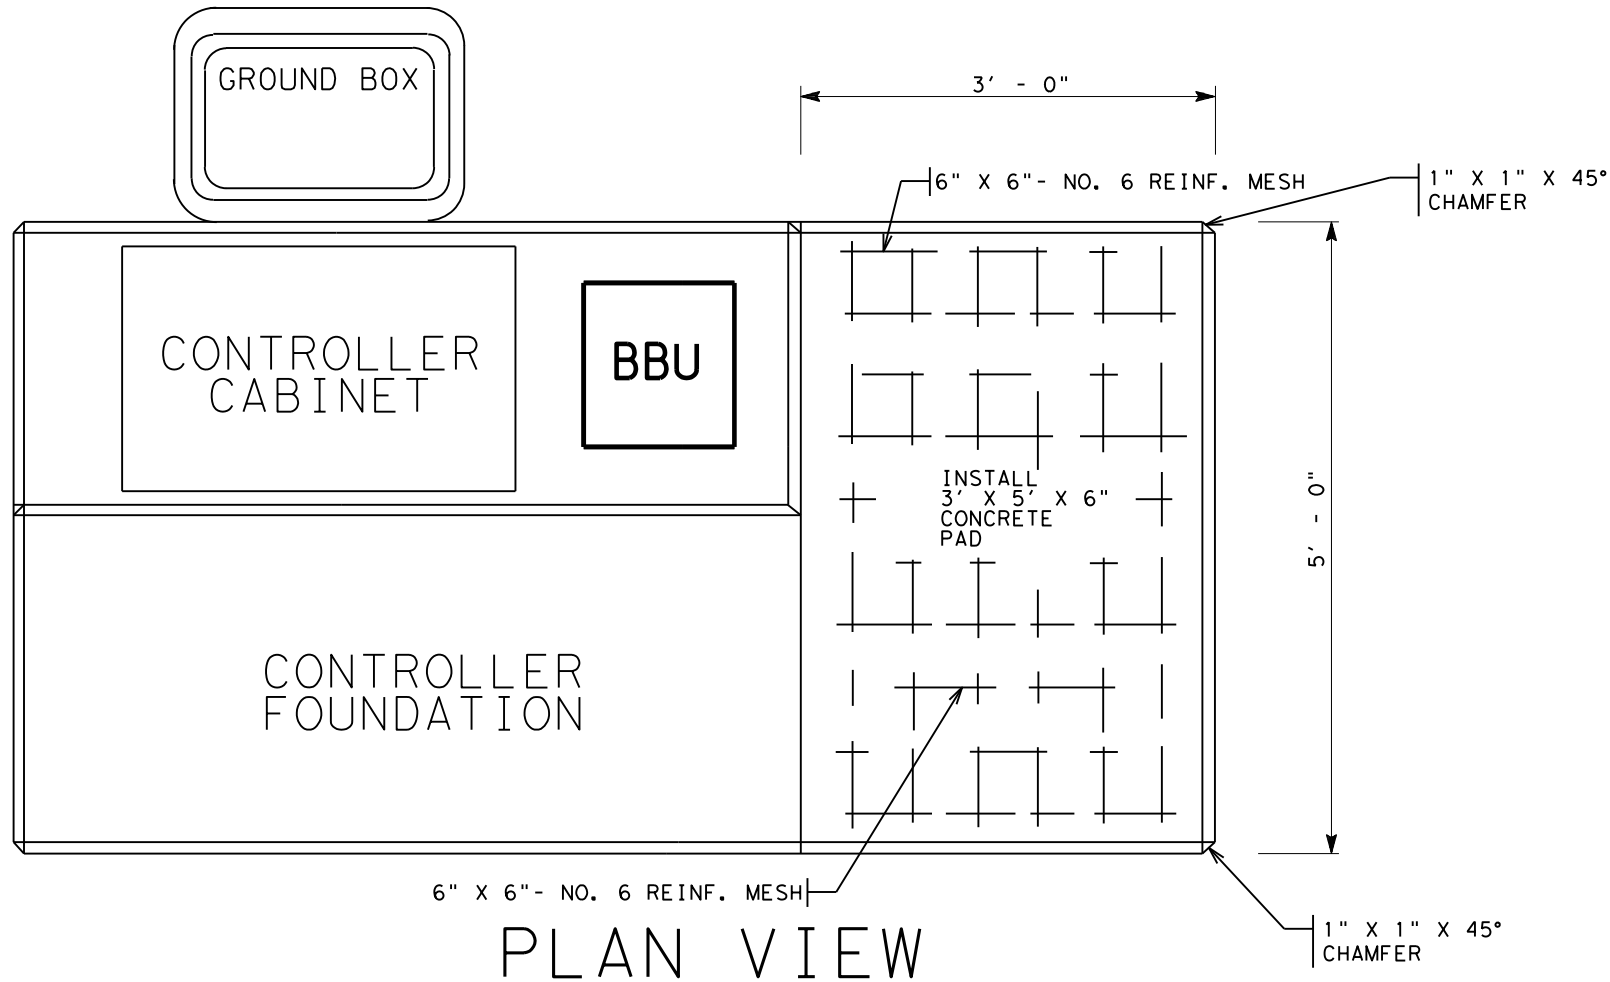 GROUND BOX
3' - 0"
6" X 6"- NO. 6 REINF. MESH
1" X 1" X 45°
CHAMFER
CONTROLLER
CABINET
BBU
INSTALL
3' X 5' X 6"
CONCRETE
PAD
5' - 0"
CONTROLLER
FOUNDATION
6" X 6"- NO. 6 REINF. MESH
1" X 1" X 45°
CHAMFER
PLAN VIEW